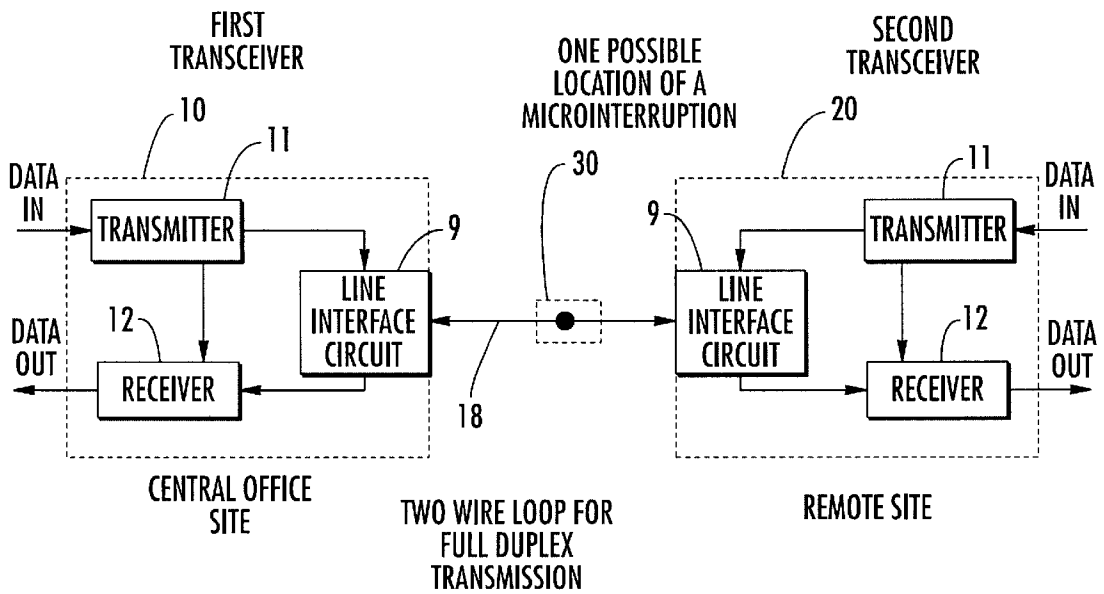 FIRST
TRANSCEIVER
ONE POSSIBLE
LOCATION OF A
MICROINTERRUPTION
SECOND
TRANSCEIVER
10
11
30
20
11
DATA
IN
TRANSMITTER
9
LINE
INTERFACE
CIRCUIT
12
DATA
OUT
RECEIVER
18
9
LINE
INTERFACE
CIRCUIT
TRANSMITTER
DATA
IN
12
RECEIVER
DATA
OUT
CENTRAL OFFICE
SITE
TWO WIRE LOOP FOR
FULL DUPLEX
TRANSMISSION
REMOTE SITE